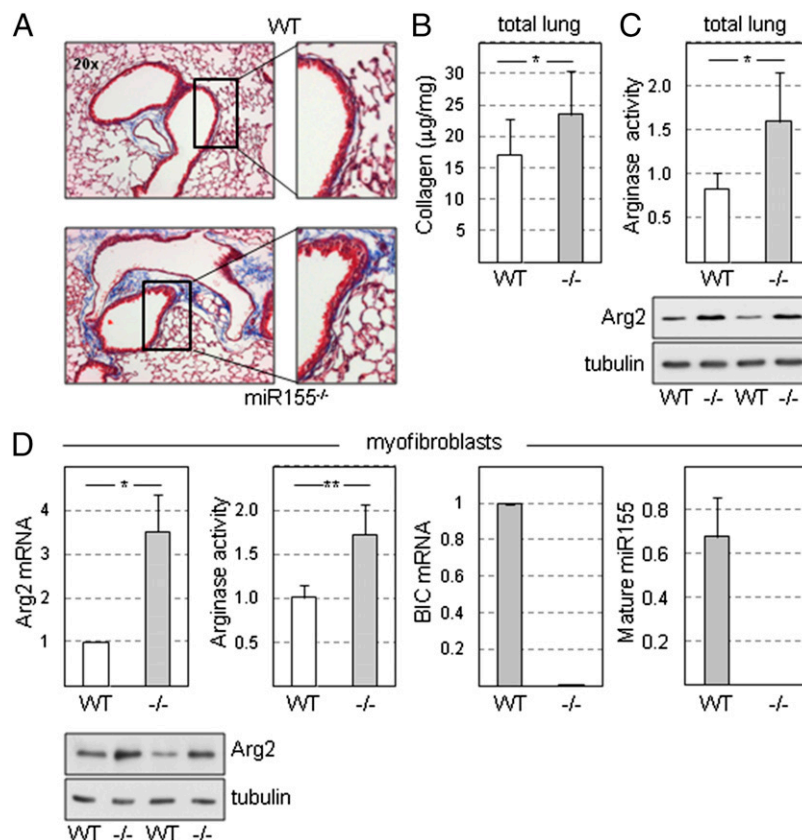 A
WT
20x
miR155-/-
B
total lung
*
Collagen (µg/mg)
30
25
20
15
10
5
WT -/-
C
total lung
*
Arginase activity
2.0
1.5
1.0
0.5
WT -/-
Arg2
tubulin
WT -/- WT -/-
D
myofibroblasts
*
Arg2 mRNA
4
3
2
1
WT -/-
**
Arginase activity
2.0
1.5
1.0
0.5
WT -/-
BIC mRNA
1
0.8
0.6
0.4
0.2
WT -/-
Mature miR155
0.8
0.6
0.4
0.2
WT -/-
Arg2
tubulin
WT -/- WT -/-